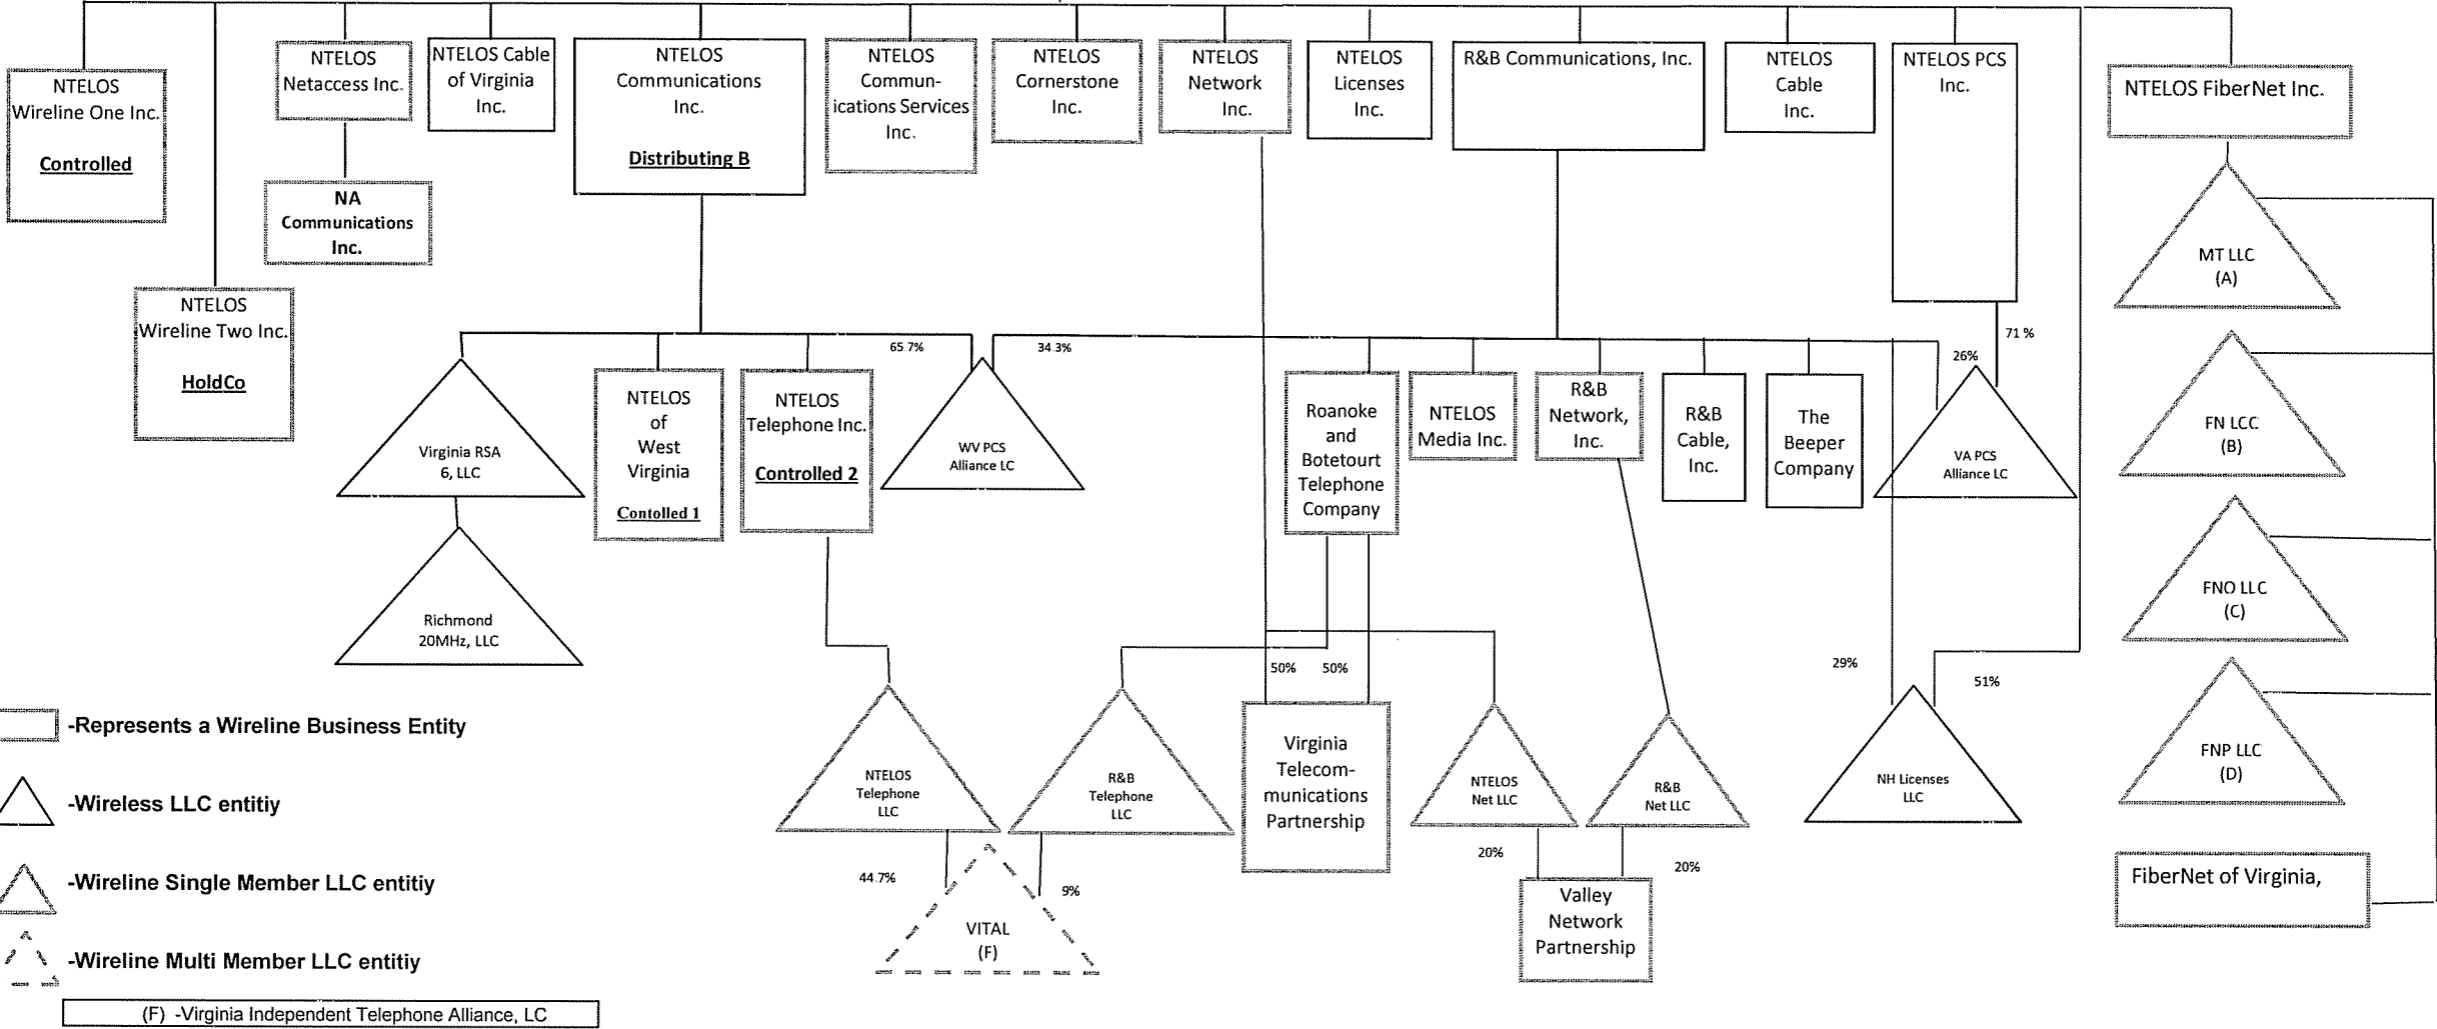 NTELOS
Wireline One Inc.
Controlled
NTELOS
Wireline Two Inc.
HoldCo
NTELOS
Netaccess Inc.
NA
Communications
Inc.
NTELOS Cable
of Virginia
Inc.
NTELOS
Communications
Inc.
Distributing B
NTELOS
Commun-
ications Services
Inc.
NTELOS
Cornerstone
Inc.
NTELOS
Network
Inc.
NTELOS
Licenses
Inc.
R&B Communications, Inc.
NTELOS
Cable
Inc.
NTELOS PCS
Inc.
NTELOS FiberNet Inc.
MT LLC
(A)
FN LCC
(B)
FNO LLC
(C)
FNP LLC
(D)
FiberNet of Virginia,
65.7%
34.3%
26%
71 %
Virginia RSA
6, LLC
Richmond
20MHz, LLC
NTELOS
of
West
Virginia
Contolled 1
NTELOS
Telephone Inc.
Controlled 2
WV PCS
Alliance LC
Roanoke
and
Botetourt
Telephone
Company
NTELOS
Media Inc.
R&B
Network,
Inc.
R&B
Cable,
Inc.
The
Beeper
Company
VA PCS
Alliance LC
50%
50%
29%
51%
NTELOS
Telephone
LLC
R&B
Telephone
LLC
Virginia
Telecom-
munications
Partnership
NTELOS
Net LLC
R&B
Net LLC
NH Licenses
LLC
44.7%
9%
20%
20%
VITAL
(F)
Valley
Network
Partnership
-Represents a Wireline Business Entity
-Wireless LLC entitiy
-Wireline Single Member LLC entitiy
-Wireline Multi Member LLC entitiy
(F) -Virginia Independent Telephone Alliance, LC